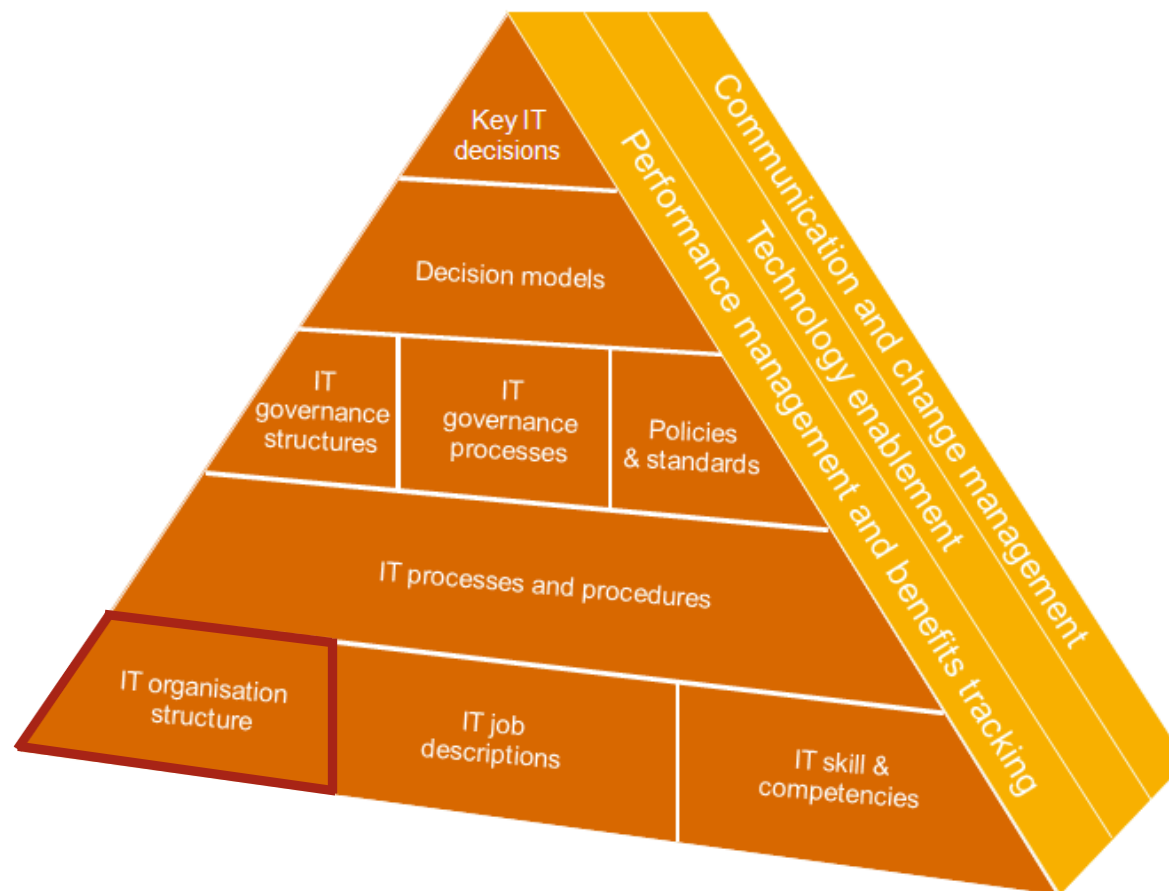 Key IT
decisions
Decision models
IT
governance
structures
IT
governance
processes
Policies
& standards
IT processes and procedures
IT organisation
structure
IT job
descriptions
IT skill &
competencies
Performance management and benefits tracking
Technology enablement
Communication and change management